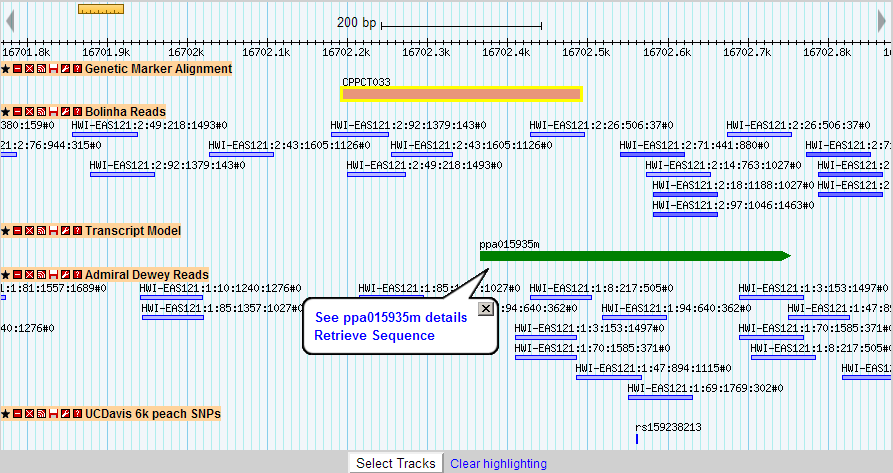 200 bp
16701.8k 16701.9k 16702k 16702.1k 16702.2k 16702.3k 16702.4k 16702.5k 16702.6k 16702.7k 16702.8k
Genetic Marker Alignment
CPPCT033
Bolinha Reads
380:159#0 HWI-EAS121:2:49:218:1493#0 HWI-EAS121:2:92:1379:143#0 HWI-EAS121:2:26:506:37#0 HWI-EAS121:2:26:506:37#0
21:2:76:944:315#0 HWI-EAS121:2:43:1605:1126#0 HWI-EAS121:2:43:1605:1126#0 HWI-EAS121:2:71:441:880#0 HWI-EAS121:2:7
HWI-EAS121:2:92:1379:143#0 HWI-EAS121:2:49:218:1493#0 HWI-EAS121:2:14:763:1027#0 HWI-EAS121:2
HWI-EAS121:2:18:1188:1027#0 HWI-EAS121:2
HWI-EAS121:2:97:1046:1463#0
Transcript Model
ppa015935m
Admiral Dewey Reads
1:81:1557:1689#0 HWI-EAS121:1:10:1240:1276#0 HWI-EAS121:1:85 1027#0 HWI-EAS121:1:8:217:505#0 HWI-EAS121:1:3:153:1497#0
HWI-EAS121:1:85:1357:1027#0 94:640:362#0 HWI-EAS121:1:94:640:362#0 HWI-EAS121:1:47:89
See ppa015935m details
Retrieve Sequence
240:1276#0 HWI-EAS121:1:3:153:1497#0 HWI-EAS121:1:70:1585:371#0
HWI-EAS121:1:70:1585:371#0 HWI-EAS121:1:8:217:505#0
HWI-EAS121:1:47:894:1115#0 HWI-EAS12
HWI-EAS121:1:69:1769:302#0
UCDavis 6k peach SNPs
rs159238213
Select Tracks Clear highlighting